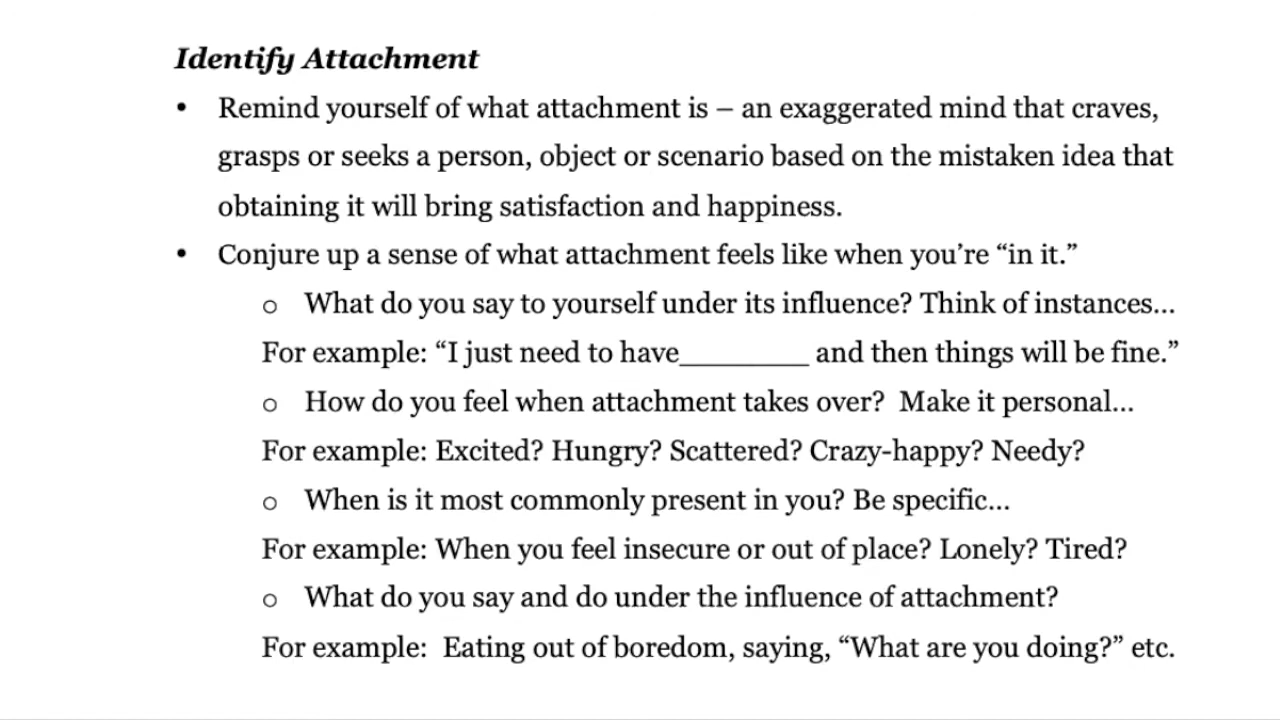 Identify Attachment
• Remind yourself of what attachment is – an exaggerated mind that craves,
grasps or seeks a person, object or scenario based on the mistaken idea that
obtaining it will bring satisfaction and happiness.
• Conjure up a sense of what attachment feels like when you’re “in it.”
o What do you say to yourself under its influence? Think of instances...
For example: “I just need to have_________ and then things will be fine.”
o How do you feel when attachment takes over?  Make it personal...
For example: Excited? Hungry? Scattered? Crazy-happy? Needy?
o When is it most commonly present in you? Be specific...
For example: When you feel insecure or out of place? Lonely? Tired?
o What do you say and do under the influence of attachment?
For example:  Eating out of boredom, saying, “What are you doing?” etc.